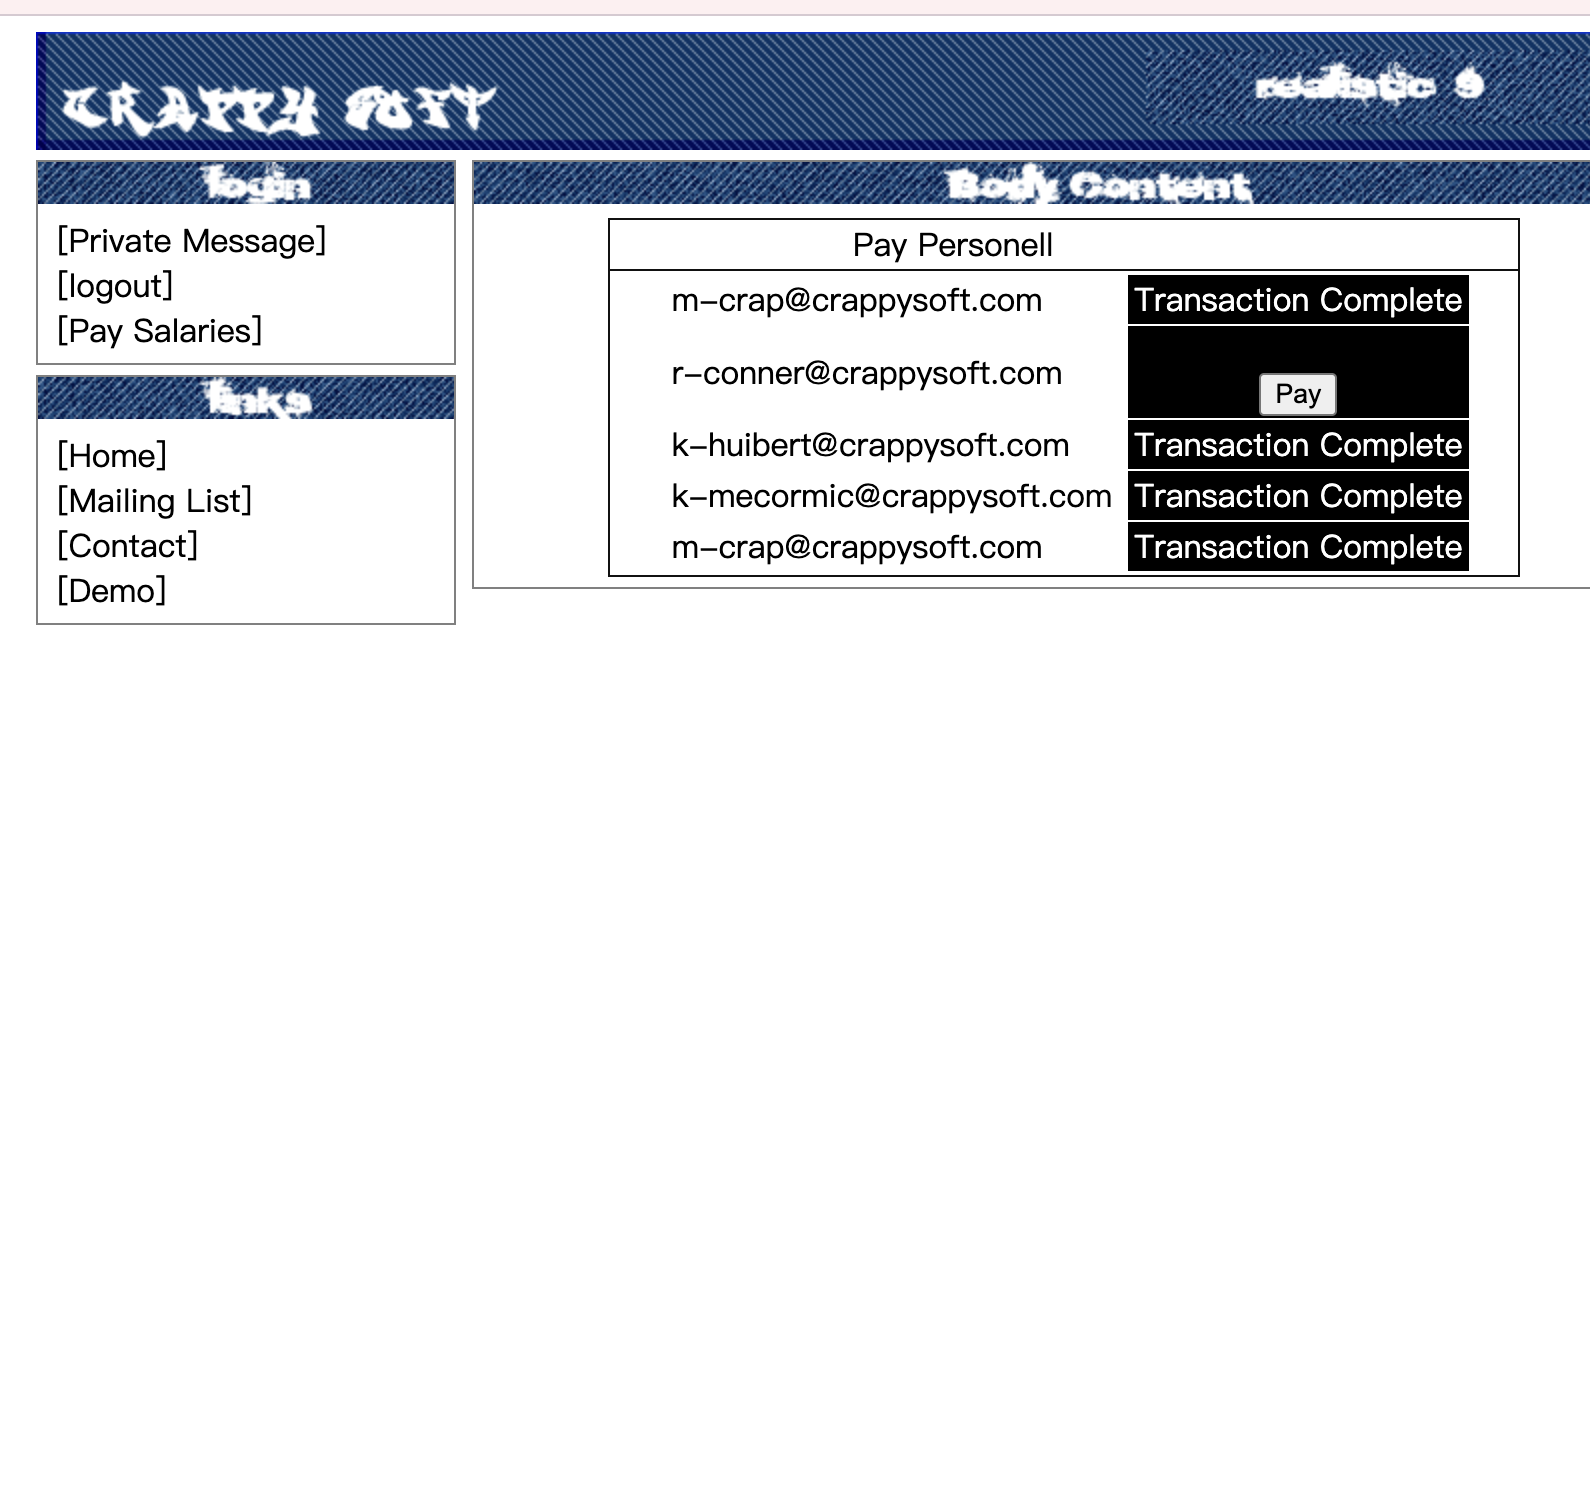 CRAPPY SOFT
realistic 9
login
[Private Message]
[logout]
[Pay Salaries]
links
[Home]
[Mailing List]
[Contact]
[Demo]
Body Content
Pay Personell
m-crap@crappysoft.com Transaction Complete
r-conner@crappysoft.com Pay
k-huibert@crappysoft.com Transaction Complete
k-mecormic@crappysoft.com Transaction Complete
m-crap@crappysoft.com Transaction Complete